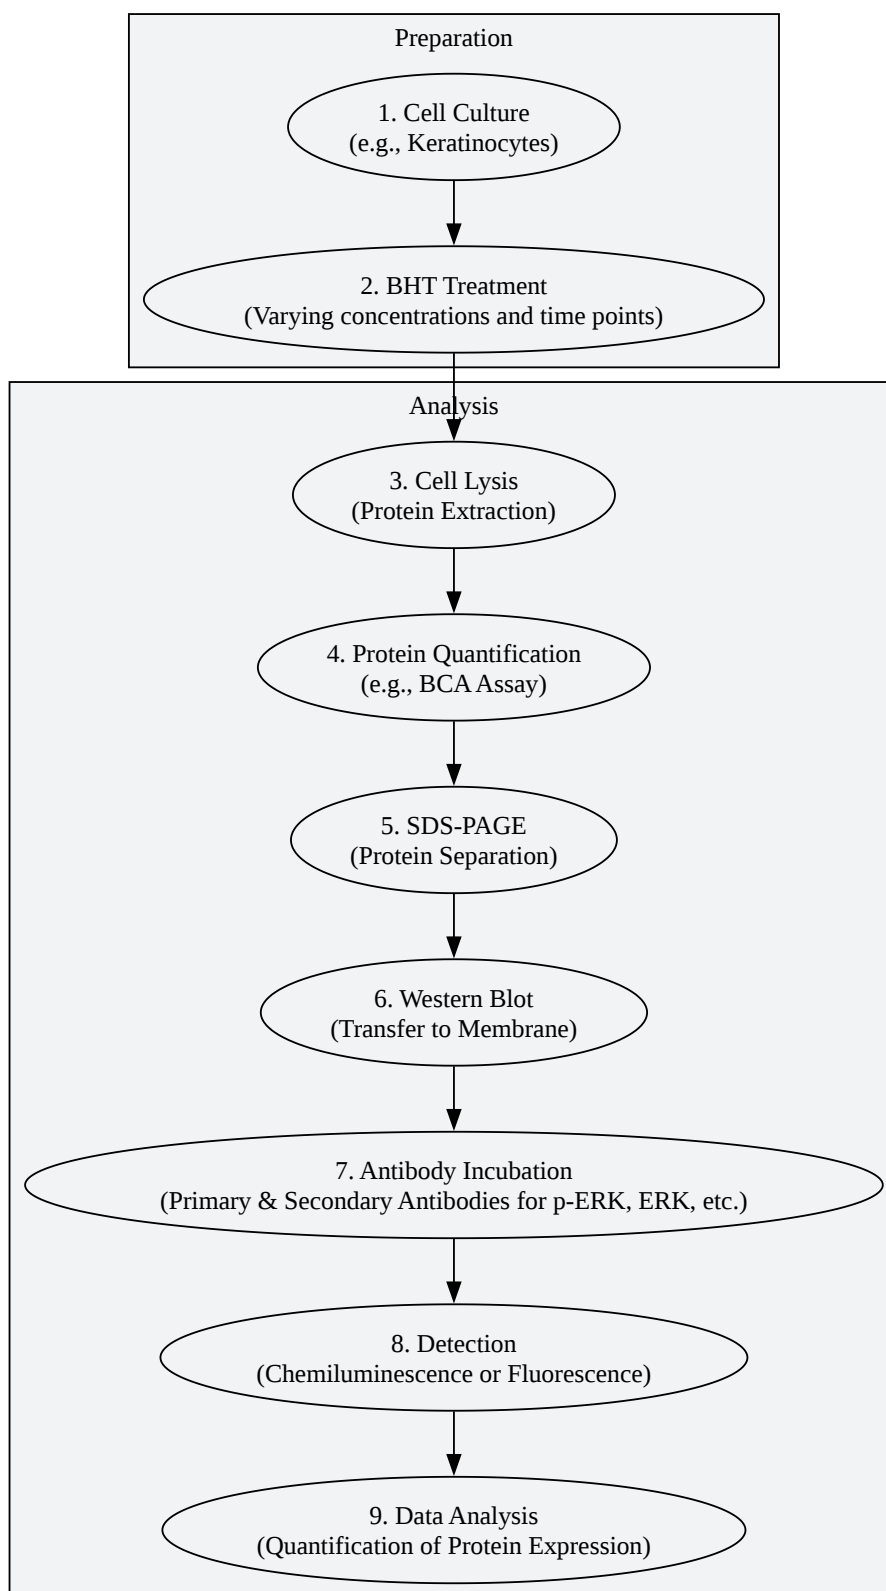 Preparation
1. Cell Culture
(e.g., Keratinocytes)
2. BHT Treatment
(Varying concentrations and time points)
Analysis
3. Cell Lysis
(Protein Extraction)
4. Protein Quantification
(e.g., BCA Assay)
5. SDS-PAGE
(Protein Separation)
6. Western Blot
(Transfer to Membrane)
7. Antibody Incubation
(Primary & Secondary Antibodies for p-ERK, ERK, etc.)
8. Detection
(Chemiluminescence or Fluorescence)
9. Data Analysis
(Quantification of Protein Expression)